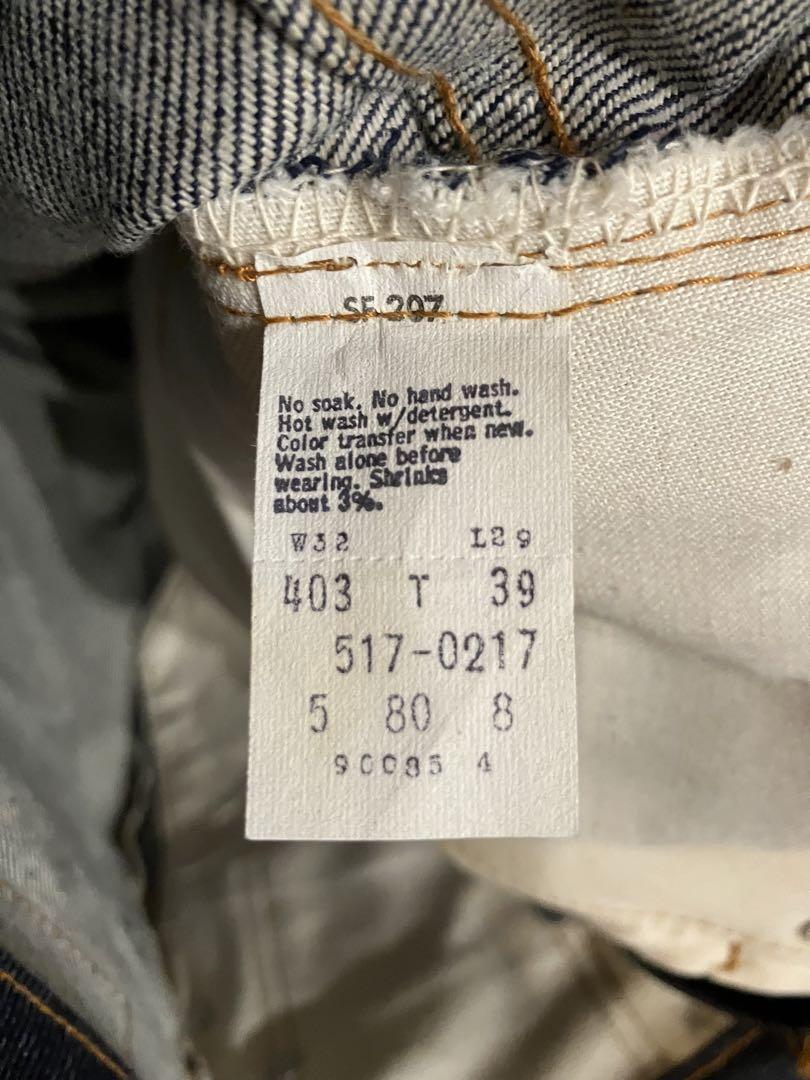 SF 207
No soak. No hand wash.
Hot wash w/detergent.
Color transfer when new.
Wash alone before
wearing. Shrinks
about 3%.
W32 L29
403 T 39
517-0217
5 80 8
90085 4